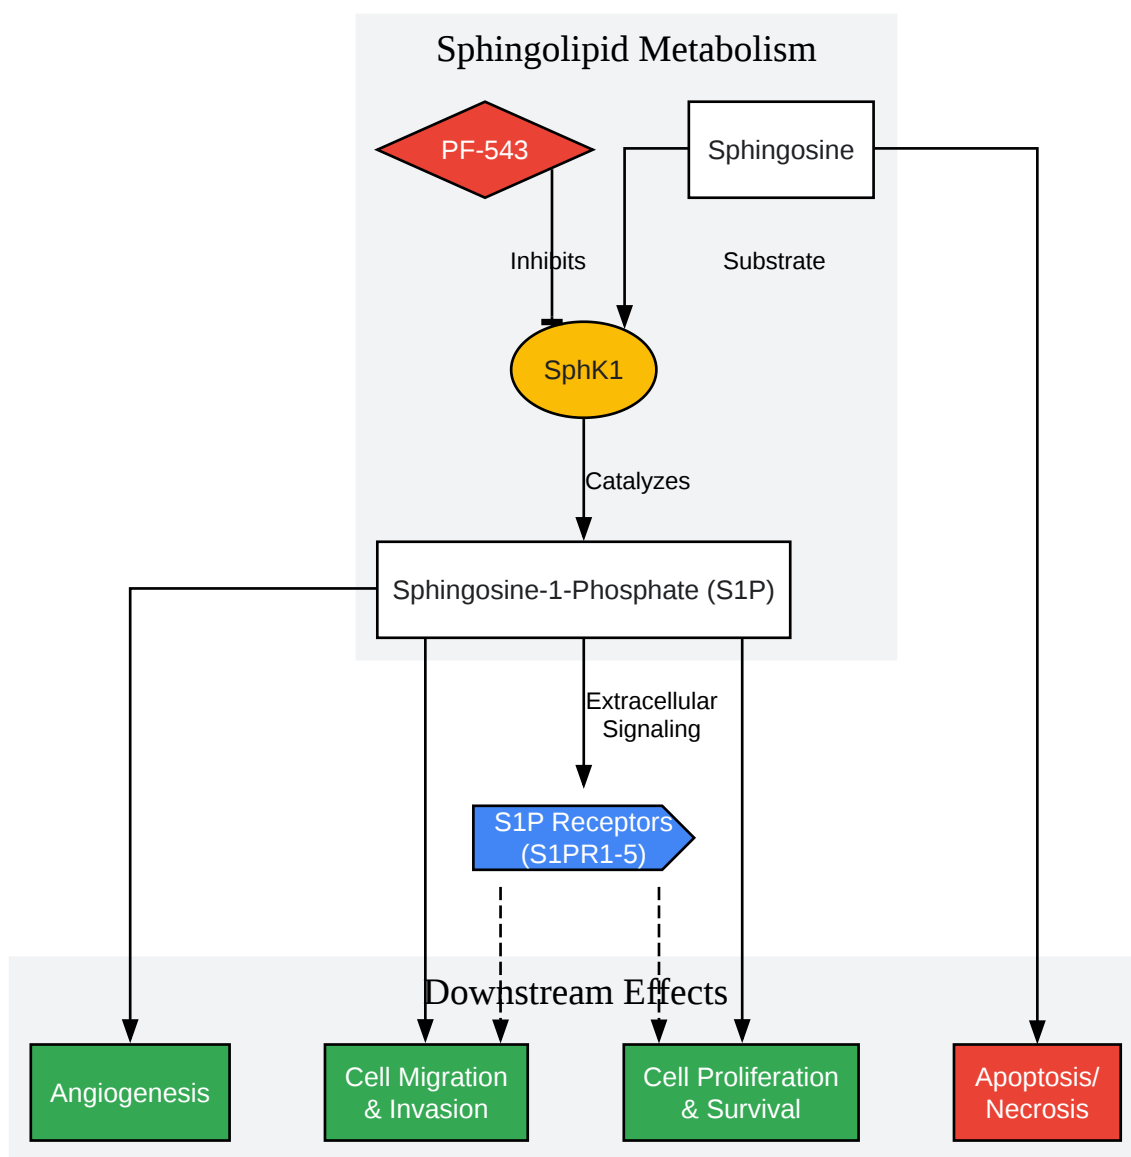 Sphingolipid Metabolism
PF-543
Sphingosine
Inhibits
Substrate
SphK1
Catalyzes
Sphingosine-1-Phosphate (S1P)
Extracellular
Signaling
S1P Receptors
(S1PR1-5)
Downstream Effects
Angiogenesis
Cell Migration
& Invasion
Cell Proliferation
& Survival
Apoptosis/
Necrosis